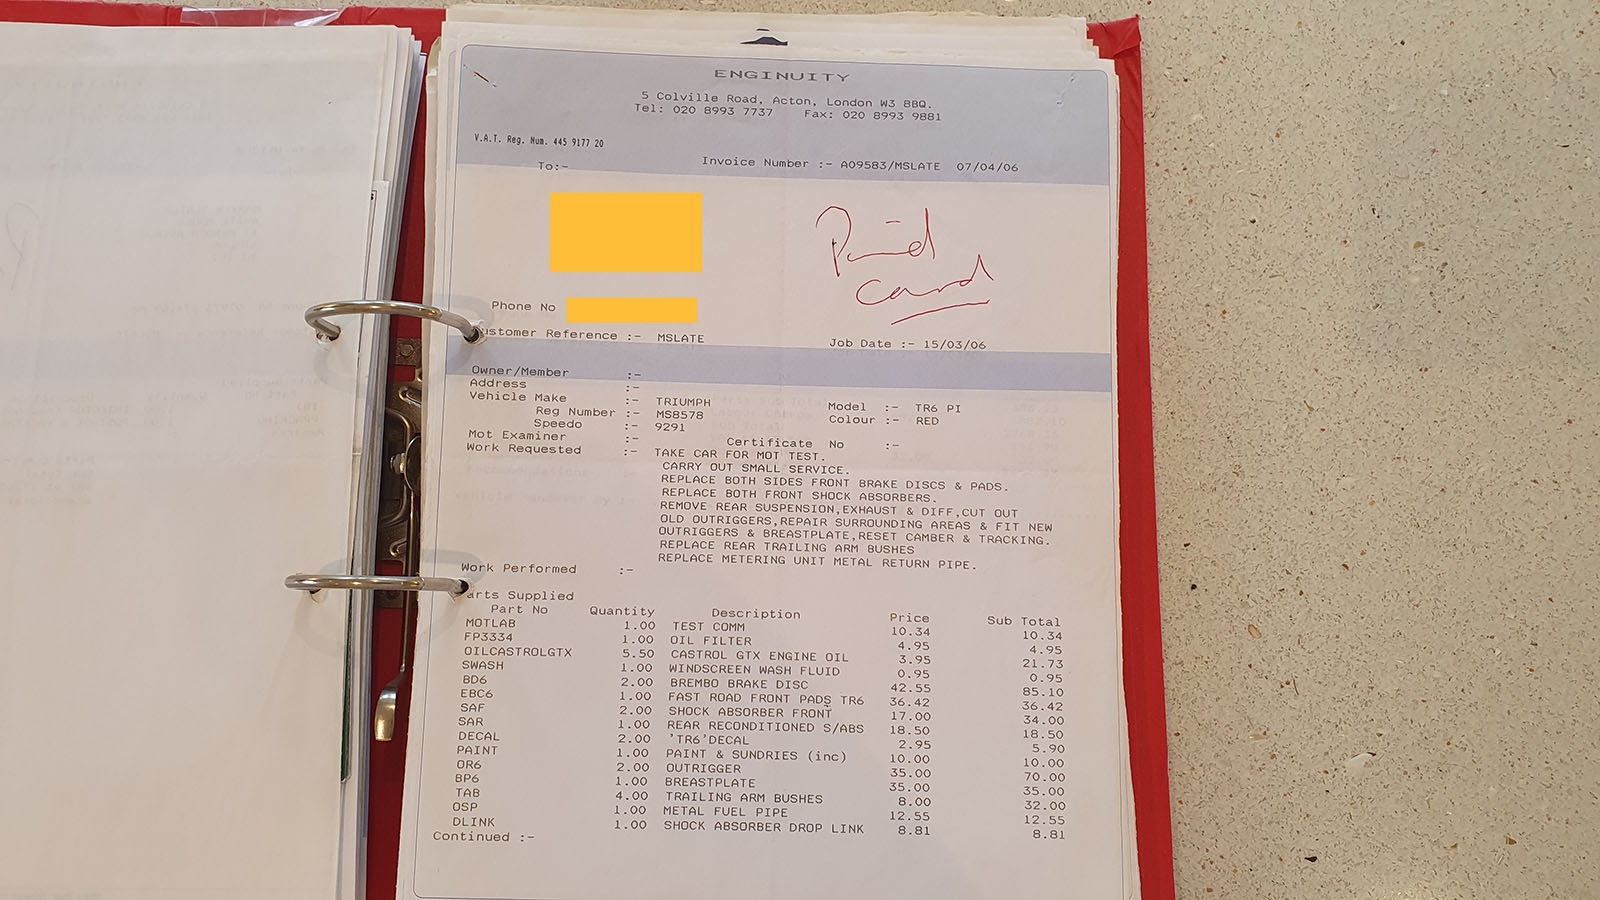 ENGINUITY
5 Colville Road, Acton, London W3 8BQ.
Tel: 020 8993 7737 Fax: 020 8993 9881
V.A.T. Reg. Num. 445 9177 20
To:-
Invoice Number :- A09583/MSLATE 07/04/06
Paid
card
Phone No
ustomer Reference :- MSLATE
Job Date :- 15/03/06
Owner/Member :-
Address :-
Vehicle Make :- TRIUMPH Model :- TR6 PI
Reg Number :- MS8578 Colour :- RED
Speedo :- 9291
Mot Examiner :- Certificate No :-
Work Requested :- TAKE CAR FOR MOT TEST.
CARRY OUT SMALL SERVICE.
REPLACE BOTH SIDES FRONT BRAKE DISCS & PADS.
REPLACE BOTH FRONT SHOCK ABSORBERS.
REMOVE REAR SUSPENSION,EXHAUST & DIFF,CUT OUT
OLD OUTRIGGERS,REPAIR SURROUNDING AREAS & FIT NEW
OUTRIGGERS & BREASTPLATE,RESET CAMBER & TRACKING.
REPLACE REAR TRAILING ARM BUSHES
REPLACE METERING UNIT METAL RETURN PIPE.
Work Performed :-
arts Supplied
Part No Quantity Description Price Sub Total
MOTLAB 1.00 TEST COMM 10.34 10.34
FP3334 1.00 OIL FILTER 4.95 4.95
OILCASTROLGTX 5.50 CASTROL GTX ENGINE OIL 3.95 21.73
SWASH 1.00 WINDSCREEN WASH FLUID 0.95 0.95
BD6 2.00 BREMBO BRAKE DISC 42.55 85.10
EBC6 1.00 FAST ROAD FRONT PADS TR6 36.42 36.42
SAF 2.00 SHOCK ABSORBER FRONT 17.00 34.00
SAR 1.00 REAR RECONDITIONED S/ABS 18.50 18.50
DECAL 2.00 'TR6'DECAL 2.95 5.90
PAINT 1.00 PAINT & SUNDRIES (inc) 10.00 10.00
OR6 2.00 OUTRIGGER 35.00 70.00
BP6 1.00 BREASTPLATE 35.00 35.00
TAB 4.00 TRAILING ARM BUSHES 8.00 32.00
OSP 1.00 METAL FUEL PIPE 12.55 12.55
DLINK 1.00 SHOCK ABSORBER DROP LINK 8.81 8.81
Continued :-